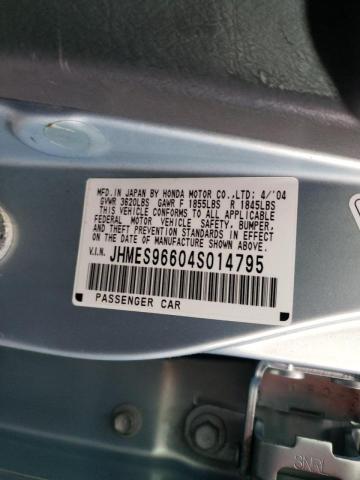 MFD. IN JAPAN BY HONDA MOTOR CO.,LTD: 4/'04
GVWR 3620LBS GAWR F 1855LBS R 1845LBS
THIS VEHICLE CONFORMS TO ALL APPLICABLE
FEDERAL MOTOR VEHICLE SAFETY, BUMPER,
AND THEFT PREVENTION STANDARDS IN EFFECT
ON THE DATE OF MANUFACTURE SHOWN ABOVE.
V.I.N. JHMES96604S014795
PASSENGER CAR